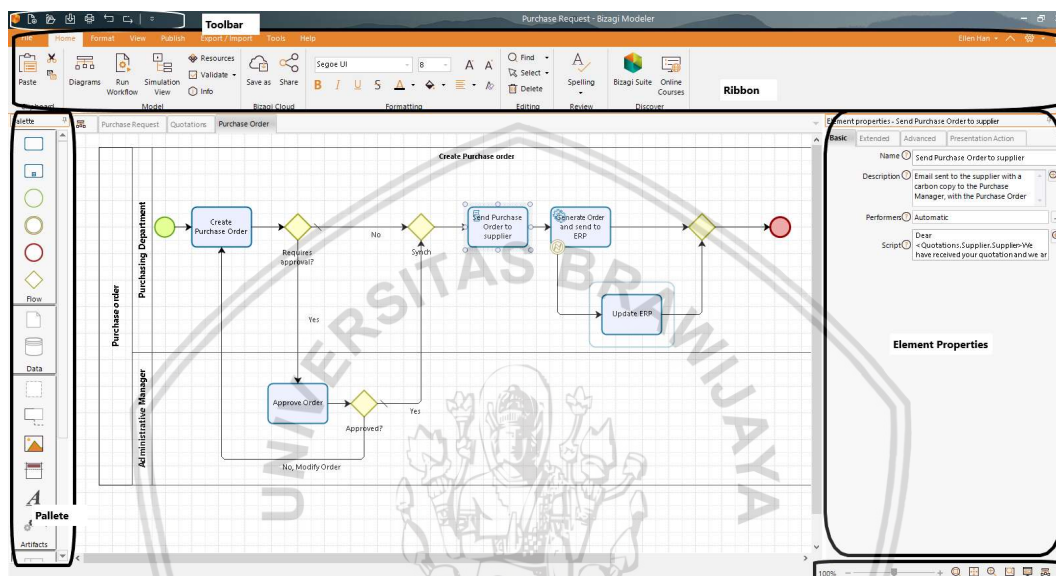 Purchase Request - Bizagi Modeler
Toolbar
File Home Format View Publish Export / Import Tools Help
Ellen Han
Paste
Diagrams
Run Workflow
Simulation View
Resources
Validate
Info
Save as
Share
Segoe UI
8
B I U S A
Find
Select
Delete
Spelling
Bizagi Suite
Online Courses
Ribbon
Clipboard
Model
Bizagi Cloud
Formatting
Editing
Review
Discover
Palette
Purchase Request
Quotations
Purchase Order
Element properties - Send Purchase Order to supplier
Basic
Extended
Advanced
Presentation Action
Name
Send Purchase Order to supplier
Description
Email sent to the supplier with a
carbon copy to the Purchase
Manager, with the Purchase Order
Performers
Automatic
Script
Dear
<Quotations.Supplier.Supplier>We
have received your quotation and we ar
Element Properties
Create Purchase order
Purchase order
Purchasing Department
Administrative Manager
Create
Purchase Order
Requires
approval?
No
Synch
Send Purchase
Order to
supplier
Generate Order
and send to
ERP
Update ERP
Yes
Approve Order
Approved?
Yes
No, Modify Order
Flow
Data
A
Pallete
Artifacts
100%
UNIVERSITAS BRAWIJAYA